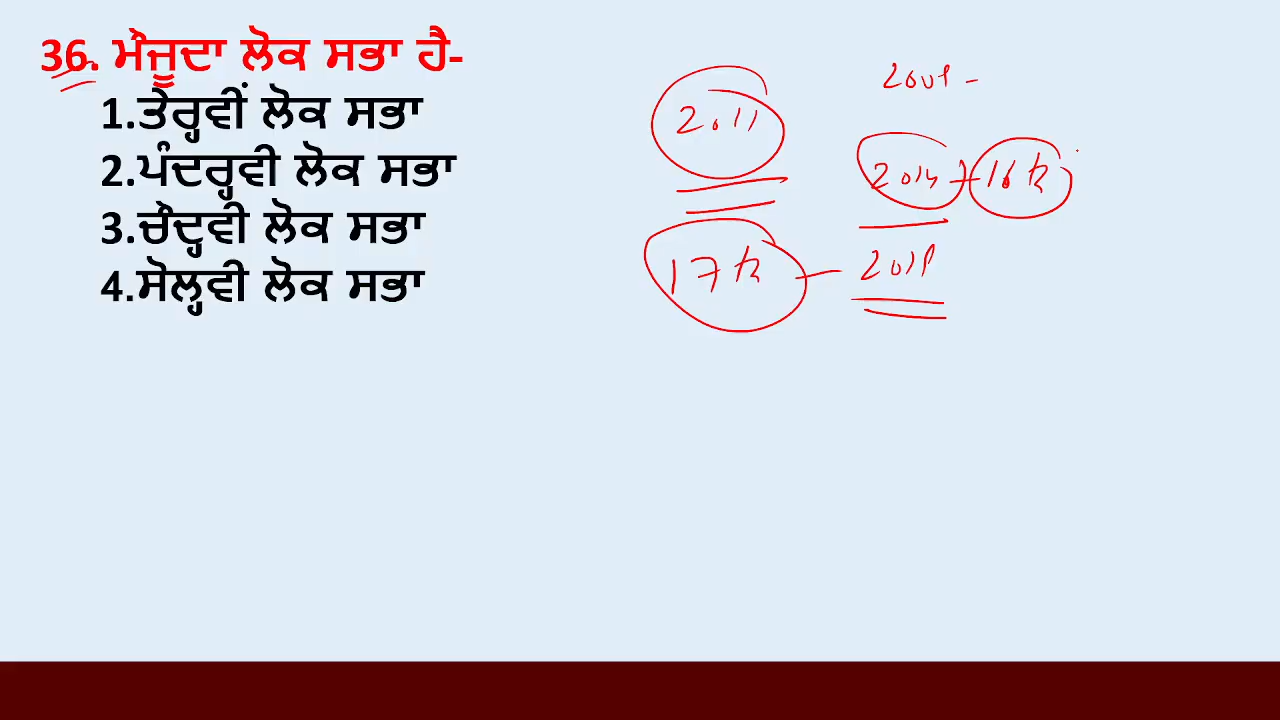 36. ਮੌਜੂਦਾ ਲੋਕ ਸਭਾ ਹੈ-
1.ਤੇਰ੍ਹਵੀਂ ਲੋਕ ਸਭਾ
2.ਪੰਦਰ੍ਹਵੀ ਲੋਕ ਸਭਾ
3.ਚੌਦ੍ਹਵੀ ਲੋਕ ਸਭਾ
4.ਸੋਲ੍ਹਵੀ ਲੋਕ ਸਭਾ
2011
2009 -
2014 - 16th
17th - 2019